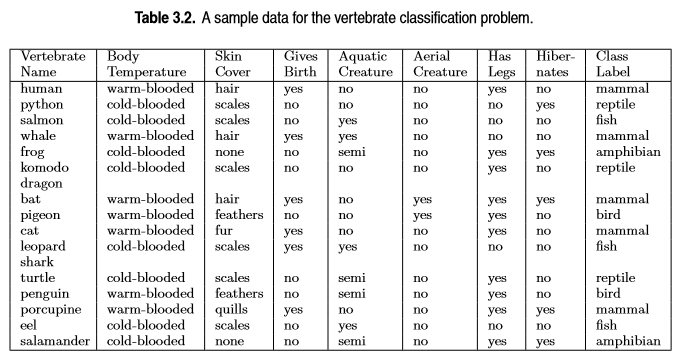 Table 3.2. A sample data for the vertebrate classification problem.
Vertebrate Body Skin Gives Aquatic Aerial Has Hiber- Class
Name Temperature Cover Birth Creature Creature Legs nates Label
human warm-blooded hair yes no no yes no mammal
python cold-blooded scales no no no no yes reptile
salmon cold-blooded scales no yes no no no fish
whale warm-blooded hair yes yes no no no mammal
frog cold-blooded none no semi no yes yes amphibian
komodo cold-blooded scales no no no yes no reptile
dragon
bat warm-blooded hair yes no yes yes yes mammal
pigeon warm-blooded feathers no no yes yes no bird
cat warm-blooded fur yes no no yes no mammal
leopard cold-blooded scales yes yes no no no fish
shark
turtle cold-blooded scales no semi no yes no reptile
penguin warm-blooded feathers no semi no yes no bird
porcupine warm-blooded quills yes no no yes yes mammal
eel cold-blooded scales no yes no no no fish
salamander cold-blooded none no semi no yes yes amphibian